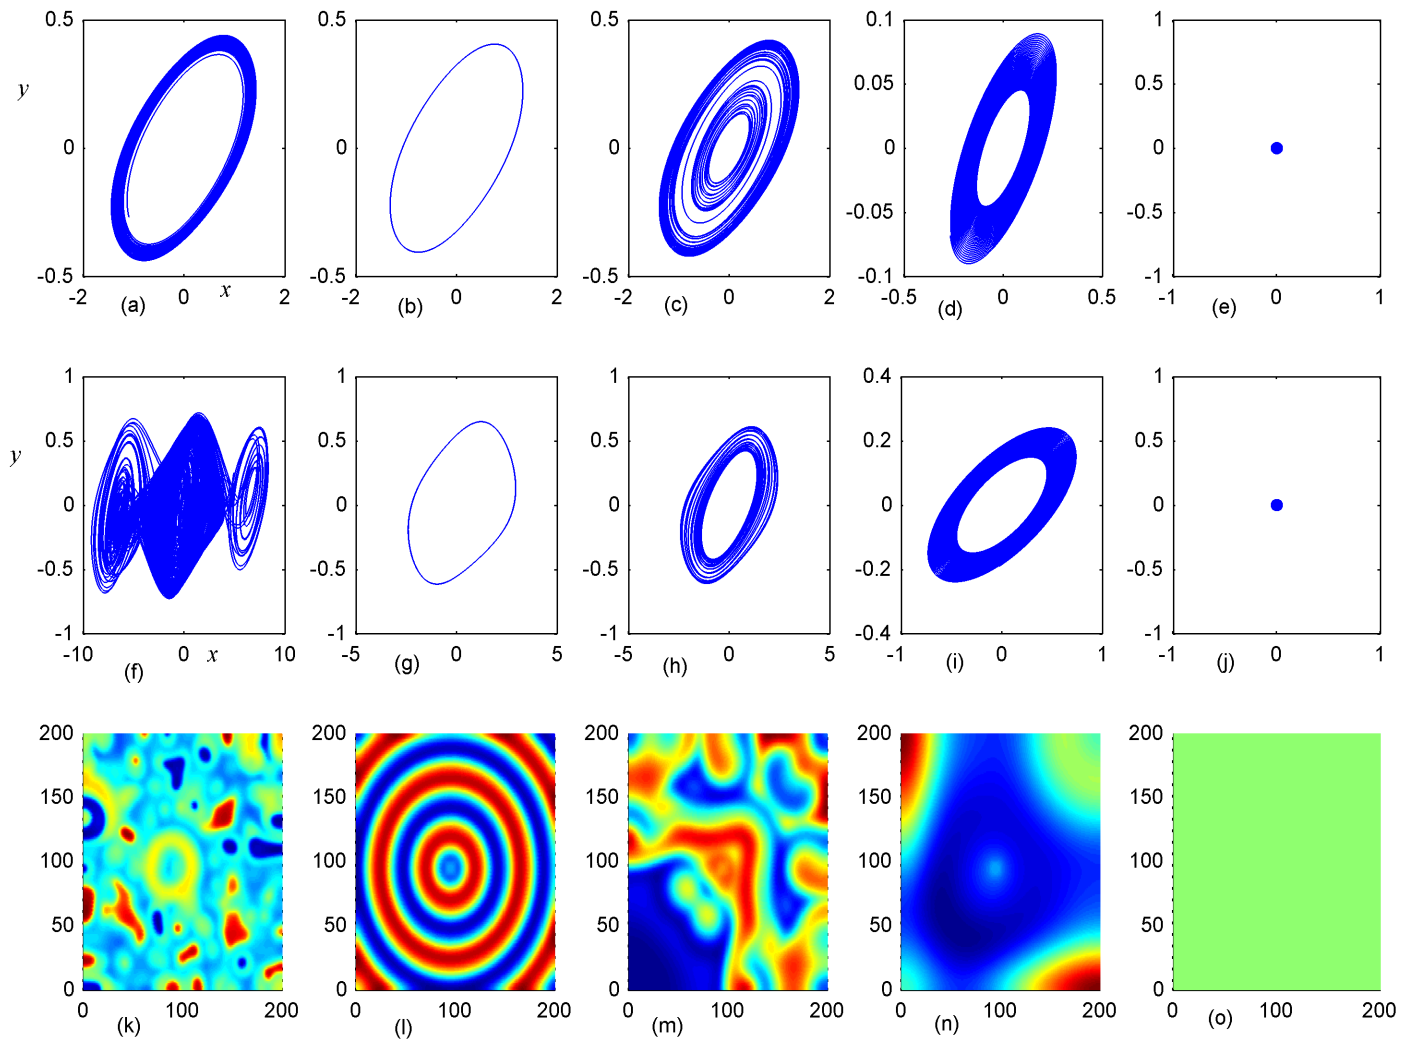 0.5 0.5 0.5 0.1 1
y 0.05 0.5
0 0 0 0 0
-0.05 -0.5
-0.5 -0.5 -0.5 -0.1 -1
-2 0 x 2 -2 0 2 -2 0 2 -0.5 0 0.5 -1 0 1
(a) (b) (c) (d) (e)
1 1 1 0.4 1
0.5 0.5 0.5 0.2 0.5
y
0 0 0 0 0
-0.5 -0.5 -0.5 -0.2 -0.5
-1 -1 -1 -0.4 -1
-10 0 x 10 -5 0 5 -5 0 5 -1 0 1 -1 0 1
(f) (g) (h) (i) (j)
200 200 200 200 200
150 150 150 150 150
100 100 100 100 100
50 50 50 50 50
0 0 0 0 0
0 100 200 0 100 200 0 100 200 0 100 200 0 100 200
(k) (l) (m) (n) (o)